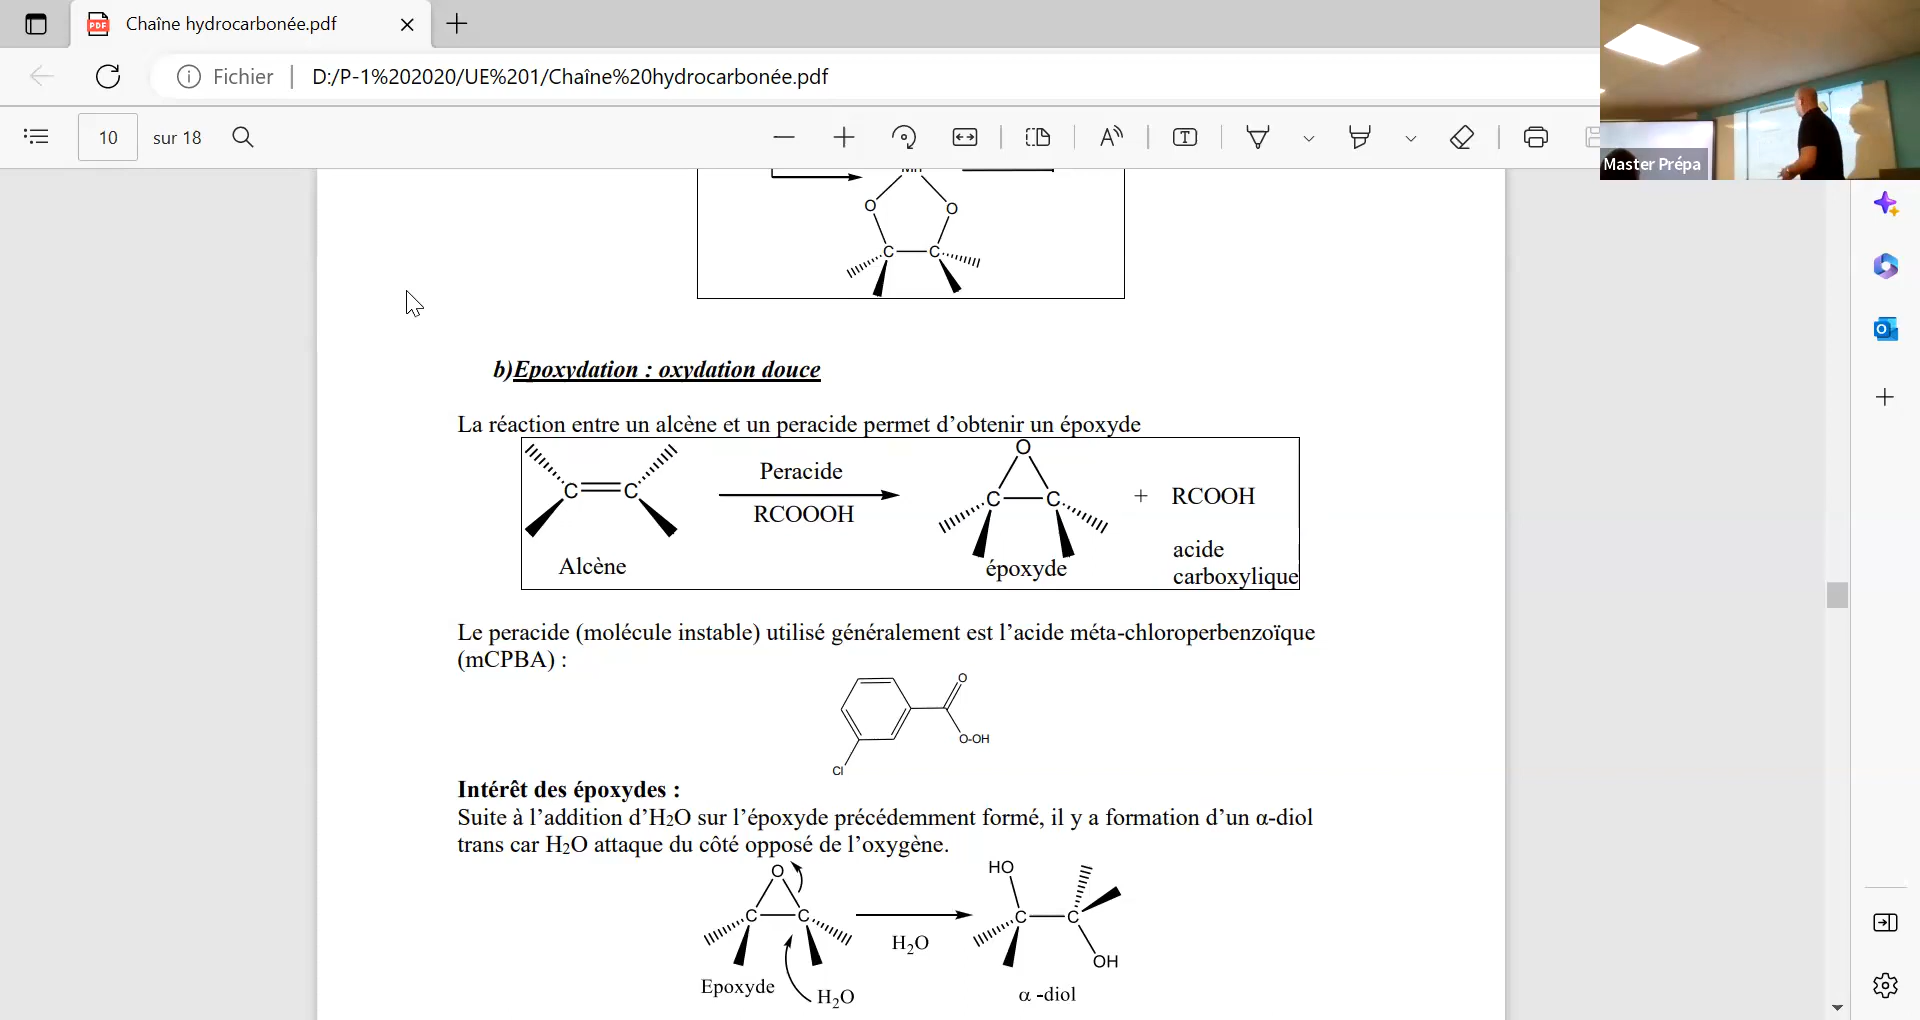 Chaîne hydrocarbonée.pdf
Fichier | D:/P-1%202020/UE%201/Chaîne%20hydrocarbonée.pdf
10 sur 18
Master Prépa
O O
C C
b)Epoxydation : oxydation douce
La réaction entre un alcène et un peracide permet d'obtenir un époxyde
O
Peracide
C C C C + RCOOH
RCOOOH
acide
Alcène époxyde carboxylique
Le peracide (molécule instable) utilisé généralement est l'acide méta-chloroperbenzoïque
(mCPBA) :
O
O-OH
Cl
Intérêt des époxydes :
Suite à l'addition d'H2O sur l'époxyde précédemment formé, il y a formation d'un α-diol
trans car H2O attaque du côté opposé de l'oxygène.
O HO
C C C C
H2O
OH
Epoxyde H2O α -diol